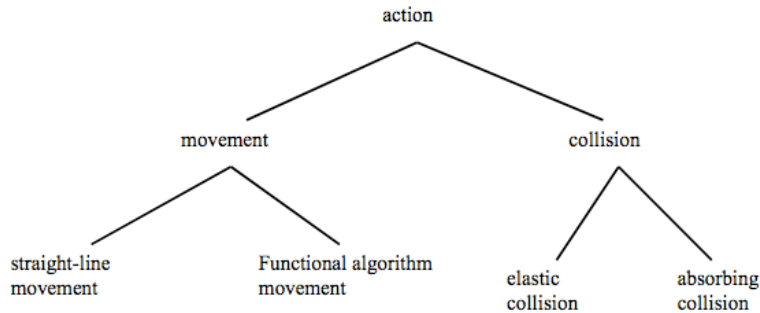 action
movement
collision
straight-line
movement
Functional algorithm
movement
elastic
collision
absorbing
collision